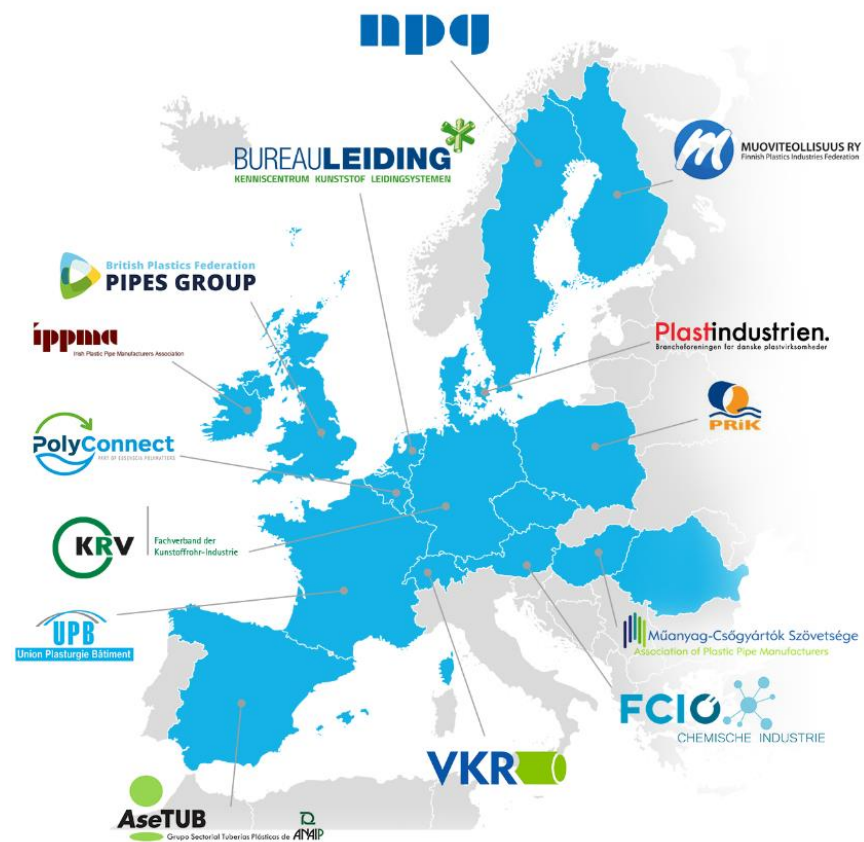 npg
BUREAULEIDING
KENNISCENTRUM KUNSTSTOF LEIDINGSYSTEMEN
MUOVITEOLLISUUS RY
Finnish Plastics Industries Federation
British Plastics Federation
PIPES GROUP
ippma
Irish Plastic Pipe Manufacturers Association
Plastindustrien.
Brancheforeningen for danske plastvirksomheder
PRiK
PolyConnect
KRV
Fachverband der
Kunstoffrohr-Industrie
UPB
Union Plasturgie Bâtiment
Műanyag-Csőgyártók Szövetsége
Association of Plastic Pipe Manufacturers
FCIO
CHEMISCHE INDUSTRIE
VKR
AseTUB
Grupo Sectorial Tuberías Plásticas de ANAIP